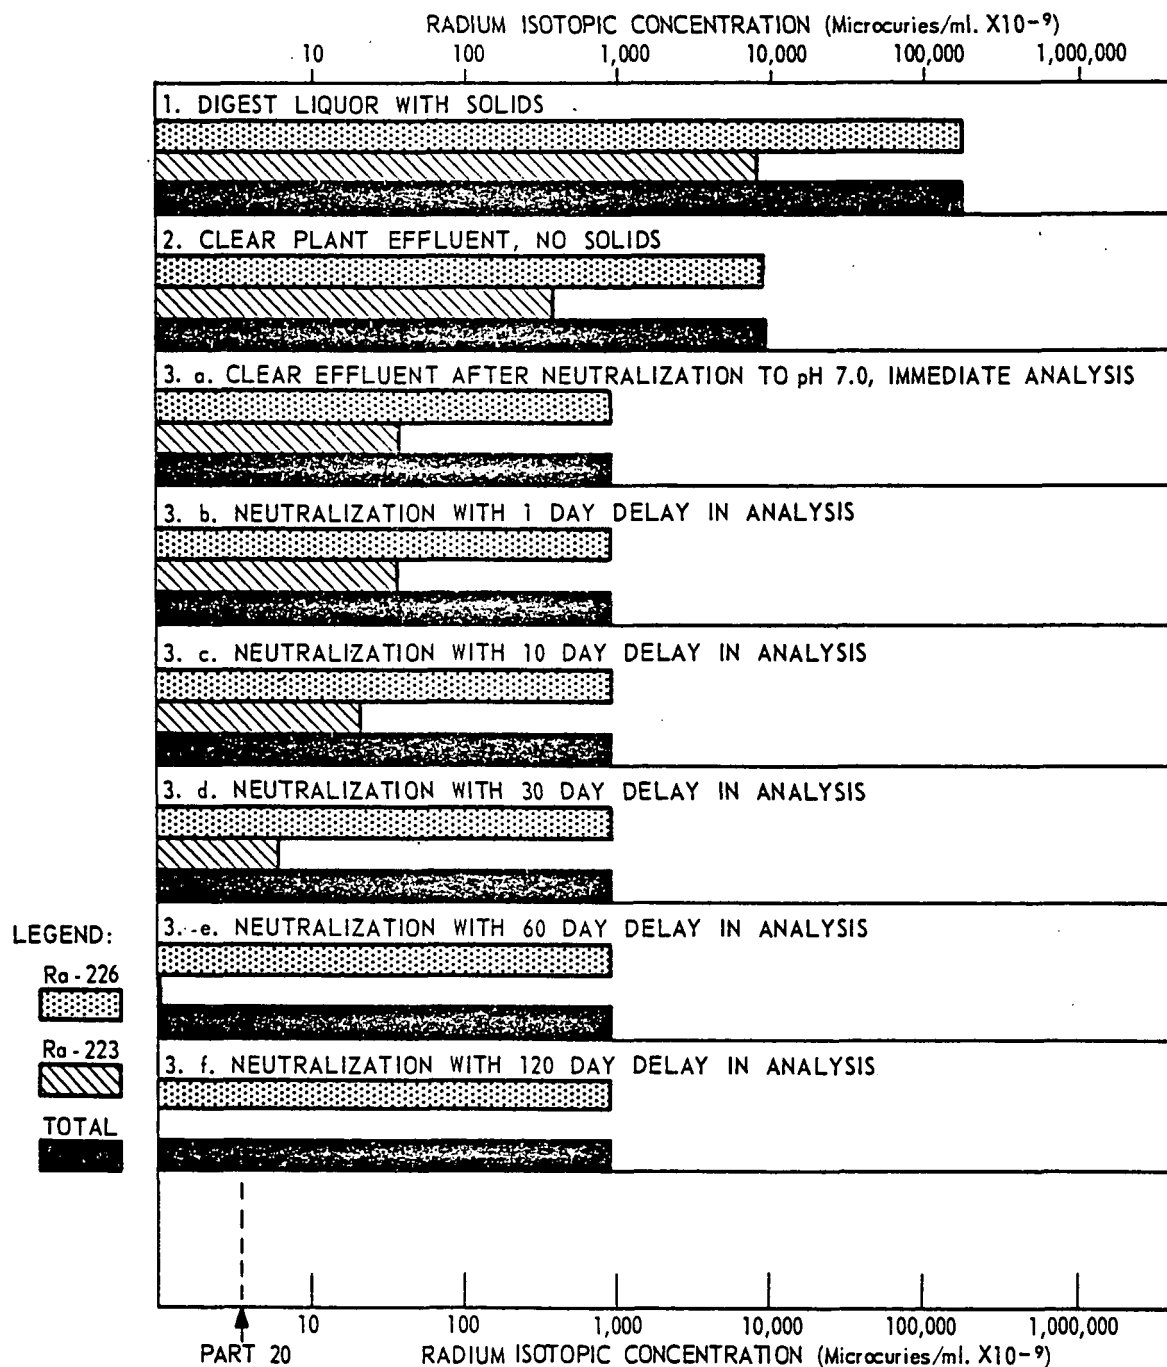 RADIUM ISOTOPIC CONCENTRATION (Microcuries/ml. X10⁻⁹)
10 100 1,000 10,000 100,000 1,000,000
1. DIGEST LIQUOR WITH SOLIDS
2. CLEAR PLANT EFFLUENT, NO SOLIDS
3. a. CLEAR EFFLUENT AFTER NEUTRALIZATION TO pH 7.0, IMMEDIATE ANALYSIS
3. b. NEUTRALIZATION WITH 1 DAY DELAY IN ANALYSIS
3. c. NEUTRALIZATION WITH 10 DAY DELAY IN ANALYSIS
3. d. NEUTRALIZATION WITH 30 DAY DELAY IN ANALYSIS
3. e. NEUTRALIZATION WITH 60 DAY DELAY IN ANALYSIS
3. f. NEUTRALIZATION WITH 120 DAY DELAY IN ANALYSIS
LEGEND:
Ra-226
Ra-223
TOTAL
10 100 1,000 10,000 100,000 1,000,000
PART 20
RADIUM ISOTOPIC CONCENTRATION (Microcuries/ml. X10⁻⁹)